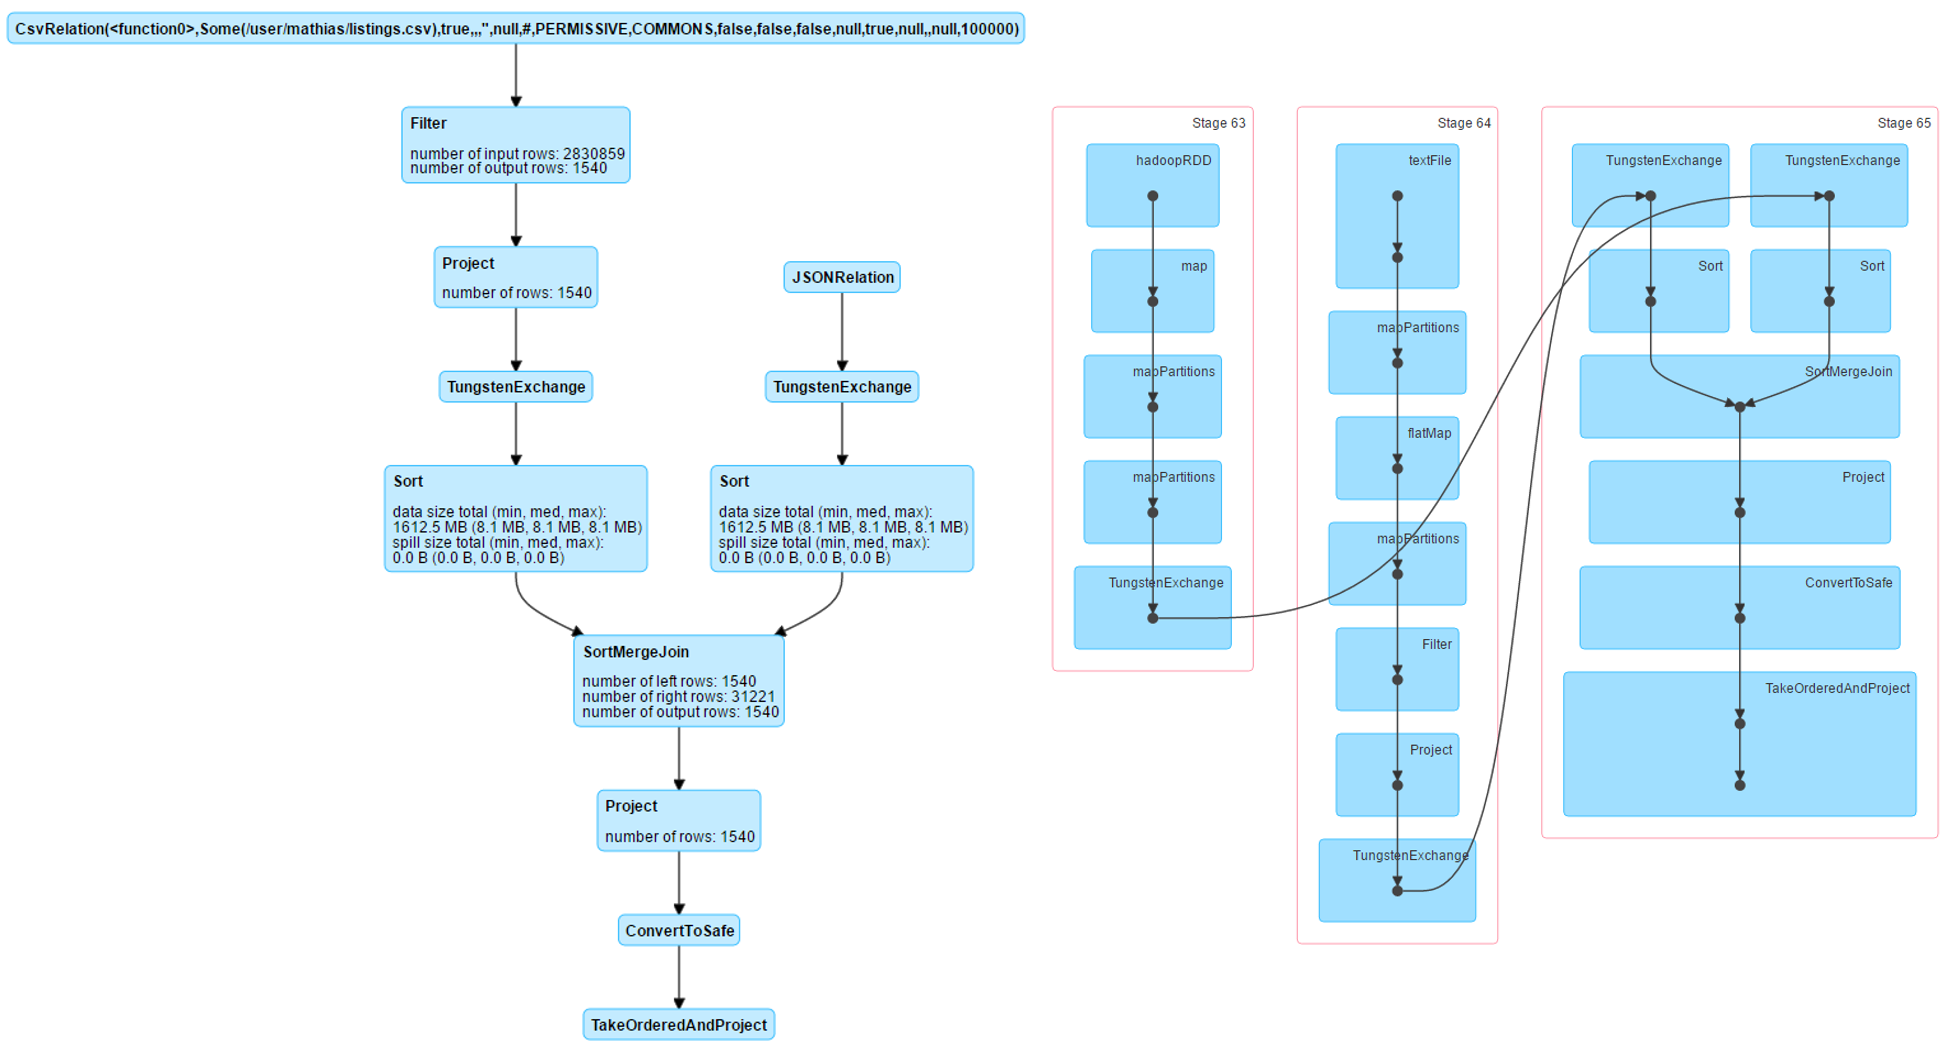 CsvRelation(<function0>,Some(/user/mathias/listings.csv),true,,,",null,#,PERMISSIVE,COMMONS,false,false,false,null,true,null,,null,100000)
Filter
number of input rows: 2830859
number of output rows: 1540
Project
number of rows: 1540
JSONRelation
TungstenExchange
TungstenExchange
Sort
data size total (min, med, max):
1612.5 MB (8.1 MB, 8.1 MB, 8.1 MB)
spill size total (min, med, max):
0.0 B (0.0 B, 0.0 B, 0.0 B)
Sort
data size total (min, med, max):
1612.5 MB (8.1 MB, 8.1 MB, 8.1 MB)
spill size total (min, med, max):
0.0 B (0.0 B, 0.0 B, 0.0 B)
SortMergeJoin
number of left rows: 1540
number of right rows: 31221
number of output rows: 1540
Project
number of rows: 1540
ConvertToSafe
TakeOrderedAndProject
Stage 63
hadoopRDD
map
mapPartitions
mapPartitions
TungstenExchange
Stage 64
textFile
mapPartitions
flatMap
mapPartitions
Filter
Project
TungstenExchange
Stage 65
TungstenExchange
TungstenExchange
Sort
Sort
SortMergeJoin
Project
ConvertToSafe
TakeOrderedAndProject